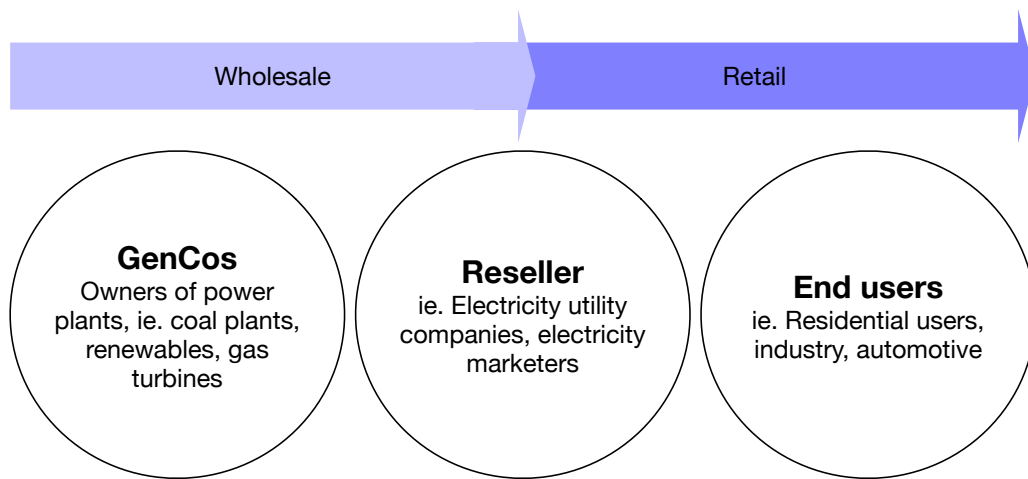 Wholesale
Retail
GenCos
Owners of power
plants, ie. coal plants,
renewables, gas
turbines
Reseller
ie. Electricity utility
companies, electricity
marketers
End users
ie. Residential users,
industry, automotive